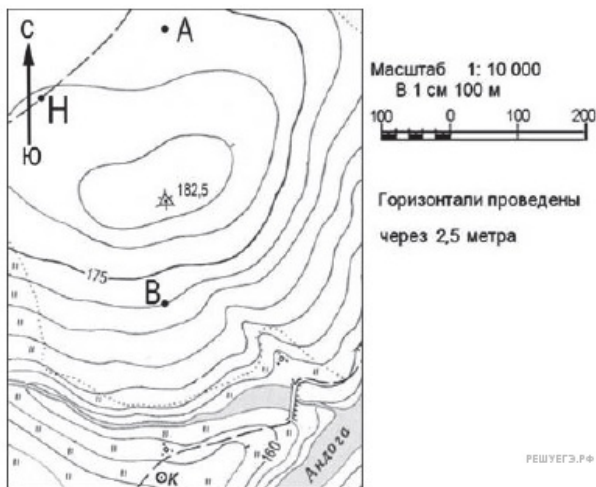 С
А
Н
Ю
182,5
175
В
160
К
Андога
Масштаб 1: 10 000
В 1 см 100 м
100 0 100 200
Горизонтали проведены
через 2,5 метра
РЕШУЕГЭ.РФ